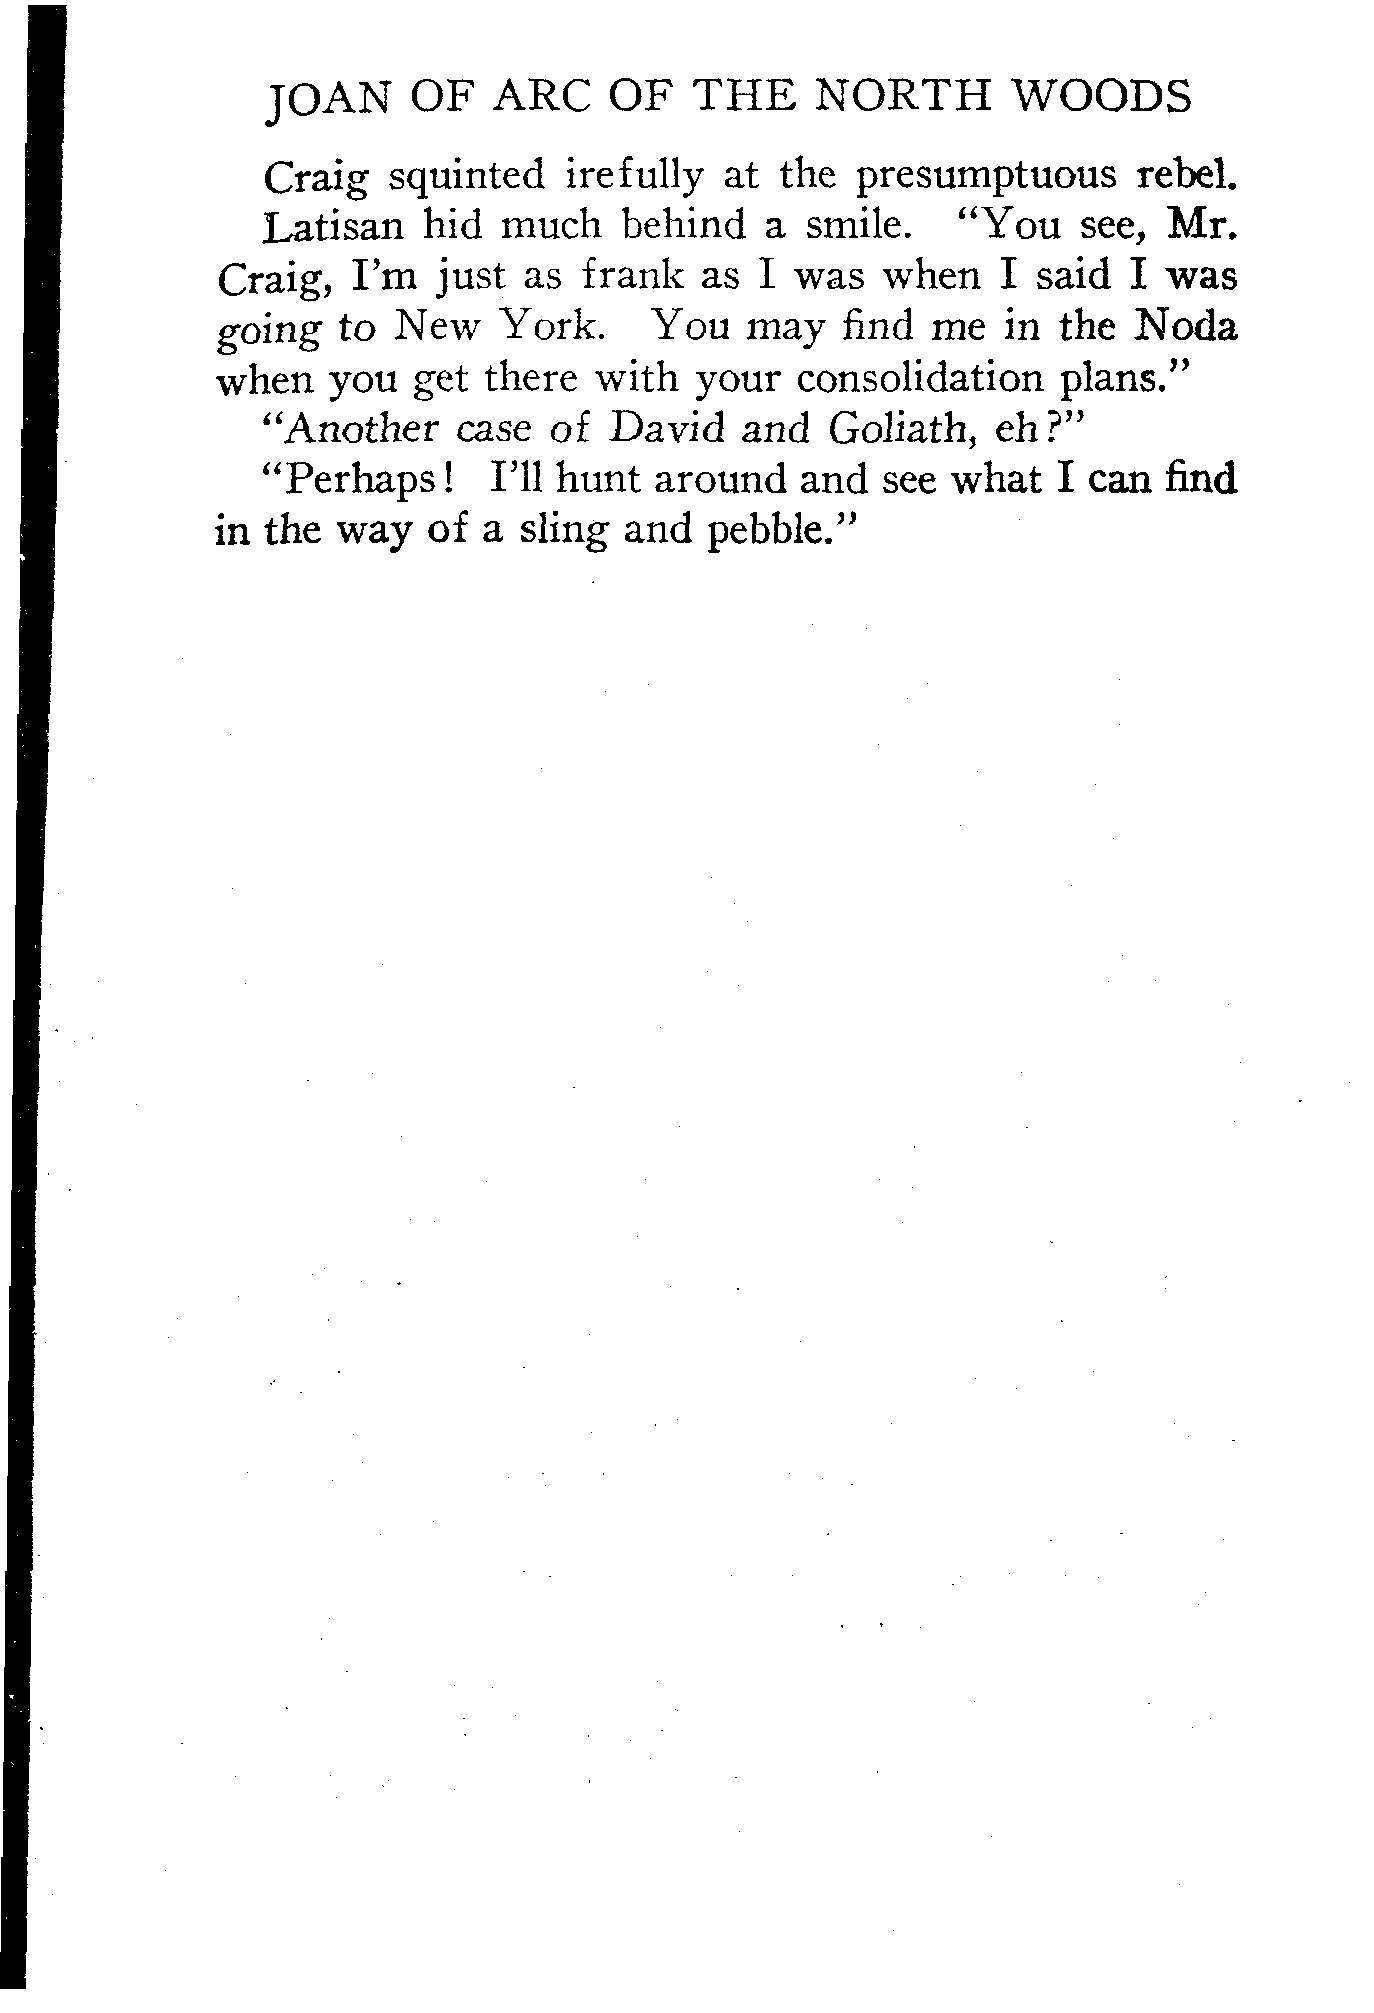 JOAN OF ARC OF THE NORTH WOODS
Craig squinted irefully at the presumptuous rebel.
Latisan hid much behind a smile. “You see, Mr.
Craig, I’m just as frank as I was when I said I was
going to New York. You may find me in the Noda
when you get there with your consolidation plans.”
“Another case of David and Goliath, eh?”
“Perhaps! I’ll hunt around and see what I can find
in the way of a sling and pebble.”